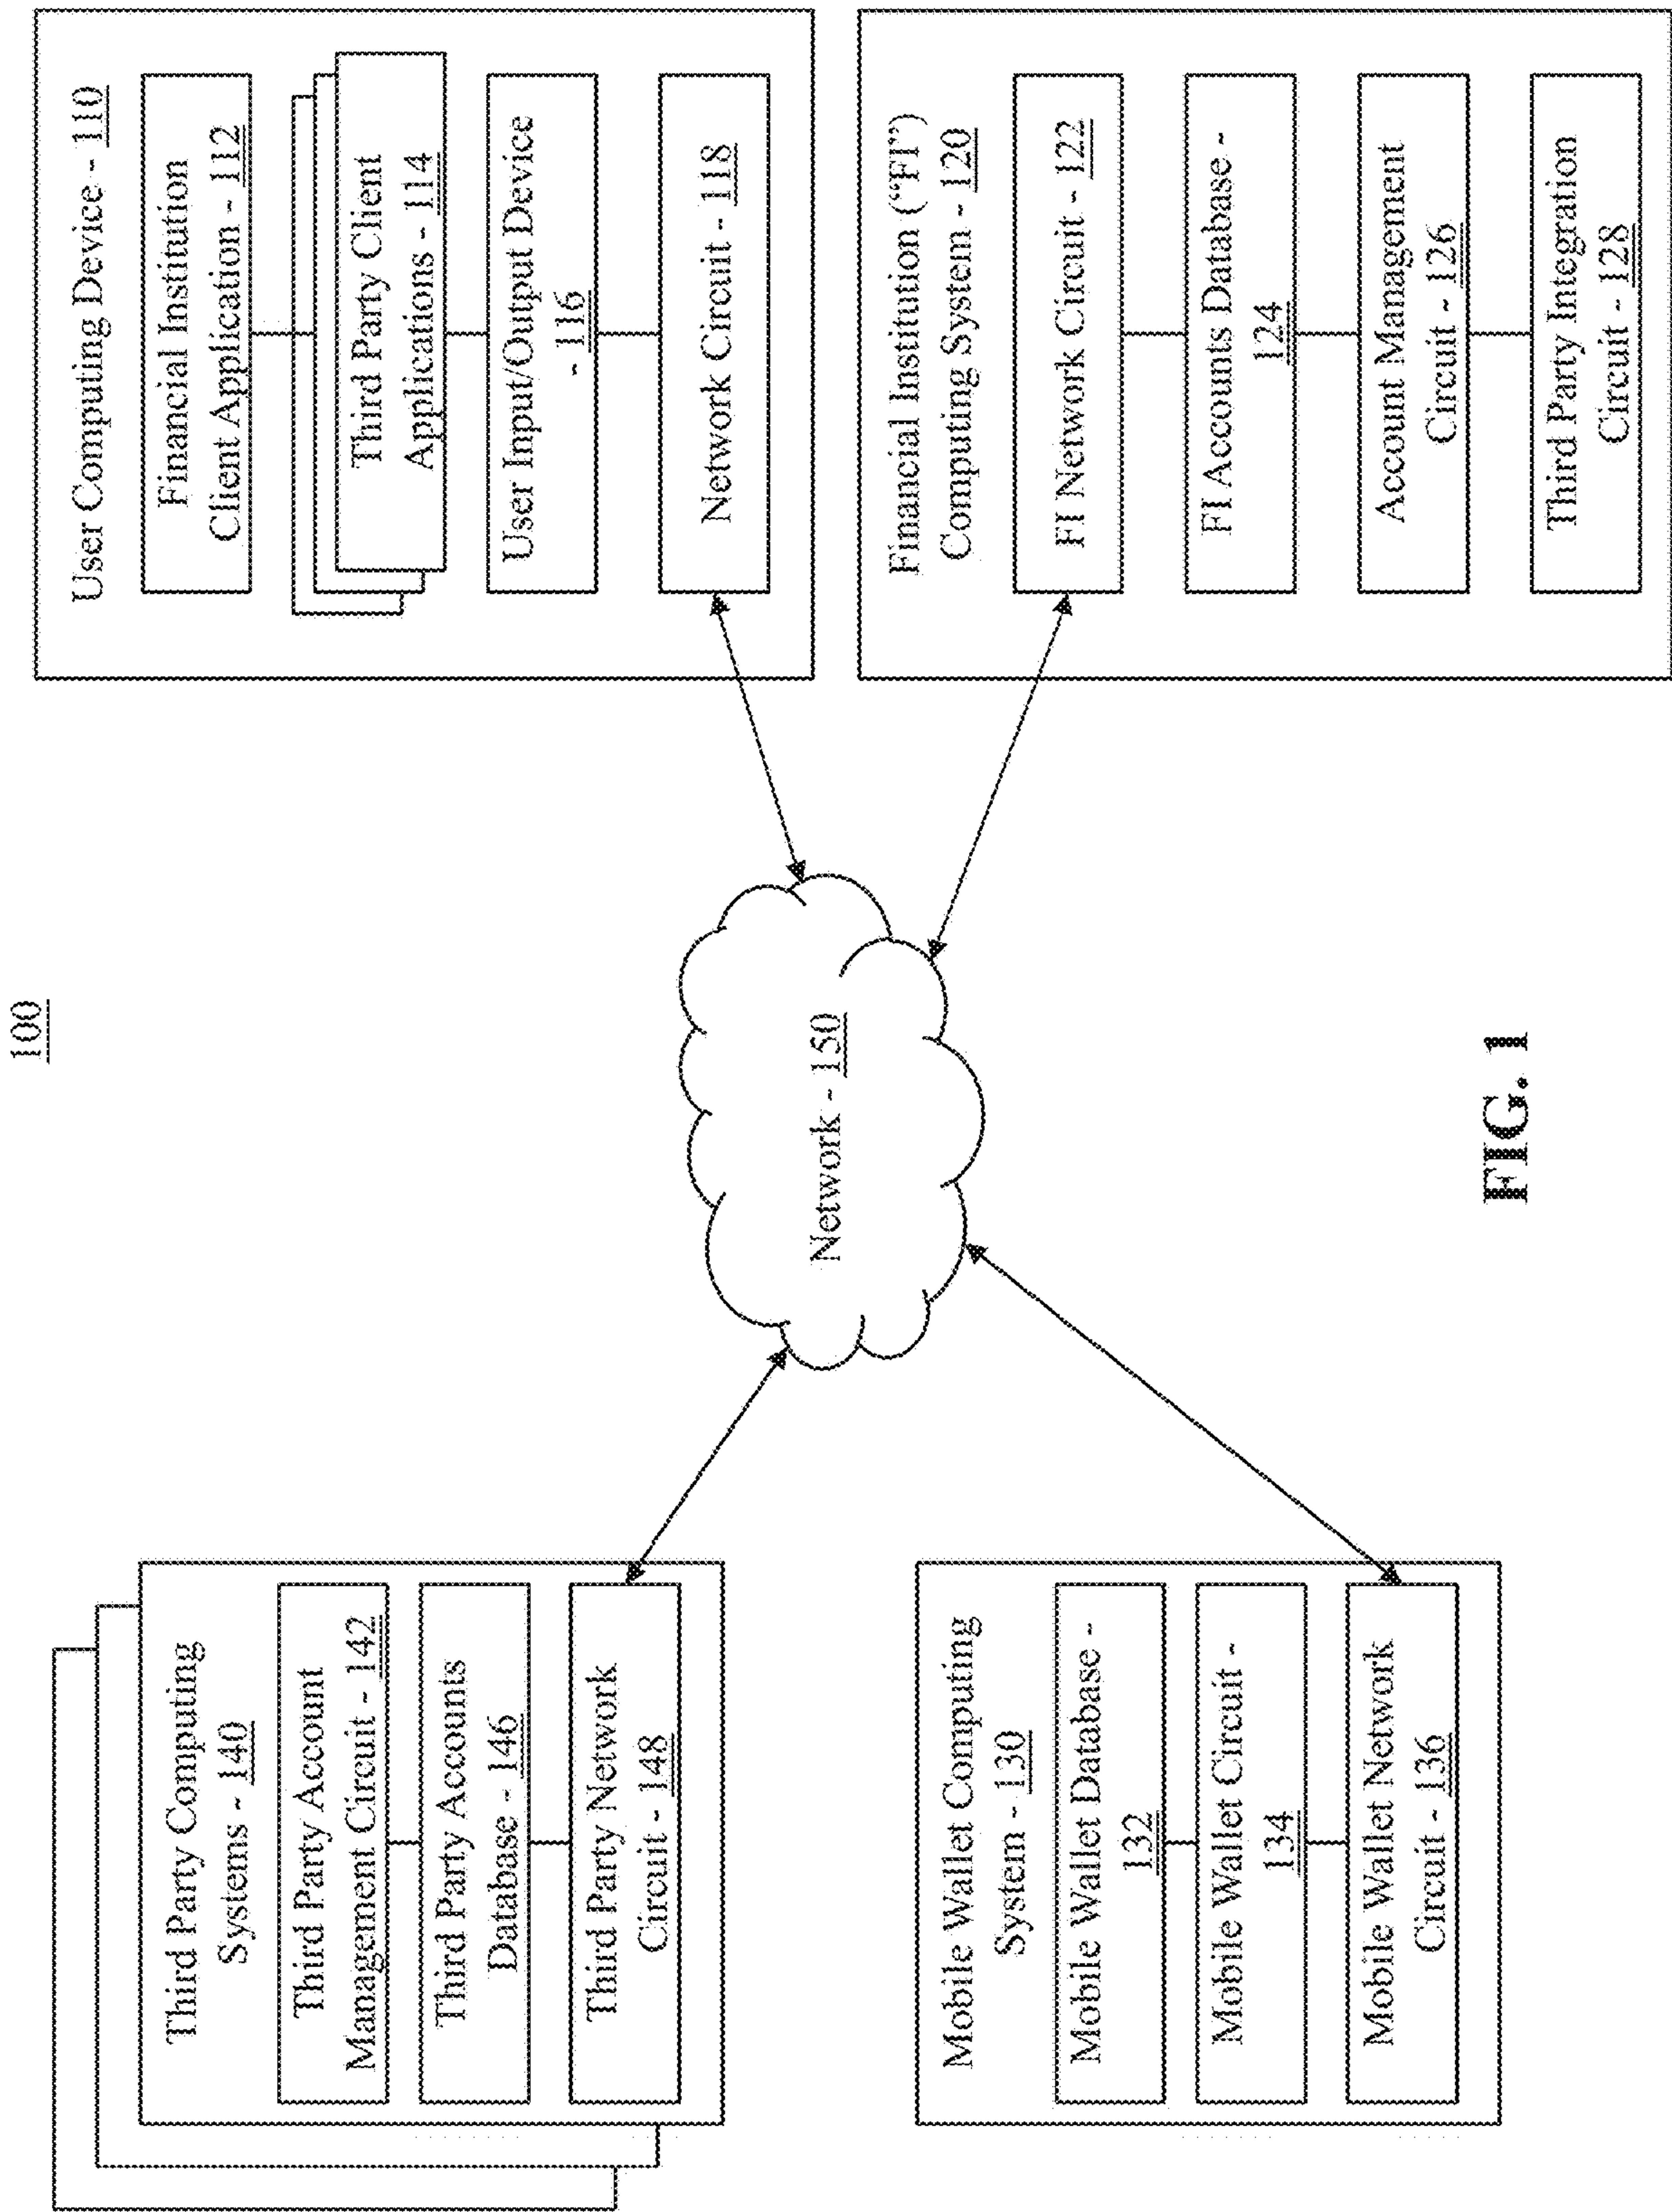 100
Third Party Computing
Systems - 140
Third Party Account
Management Circuit - 142
Third Party Accounts
Database - 146
Third Party Network
Circuit - 148
Mobile Wallet Computing
System - 130
Mobile Wallet Database -
132
Mobile Wallet Circuit -
134
Mobile Wallet Network
Circuit - 136
Network - 150
User Computing Device - 110
Financial Institution
Client Application - 112
Third Party Client
Applications - 114
User Input/Output Device
- 116
Network Circuit - 118
Financial Institution (“FI”)
Computing System - 120
FI Network Circuit - 122
FI Accounts Database -
124
Account Management
Circuit - 126
Third Party Integration
Circuit - 128
FIG. 1